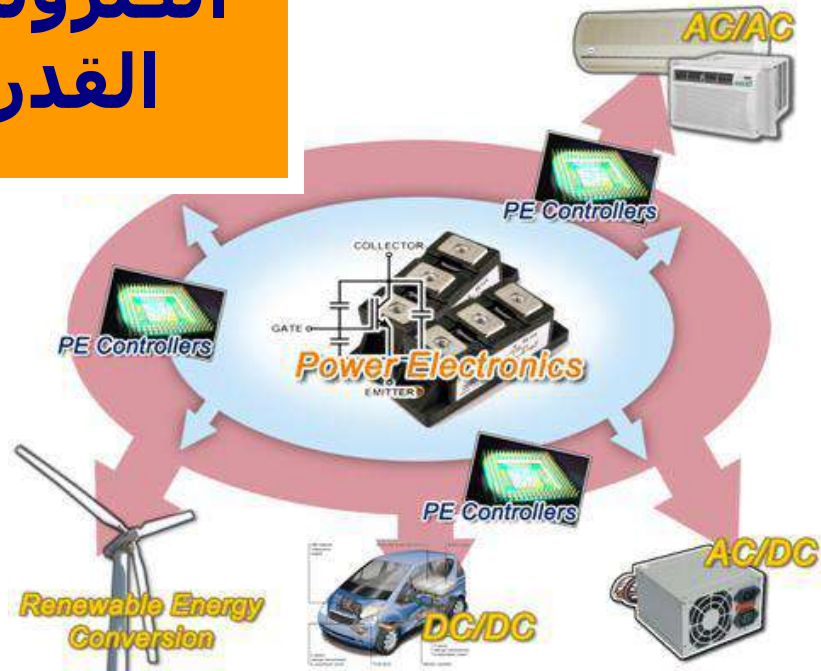 القدر
AC/AC
PE Controllers
COLLECTOR
GATE
PE Controllers
Power Electronics
EMITTER
PE Controllers
AC/DC
Renewable Energy
Conversion
DC/DC